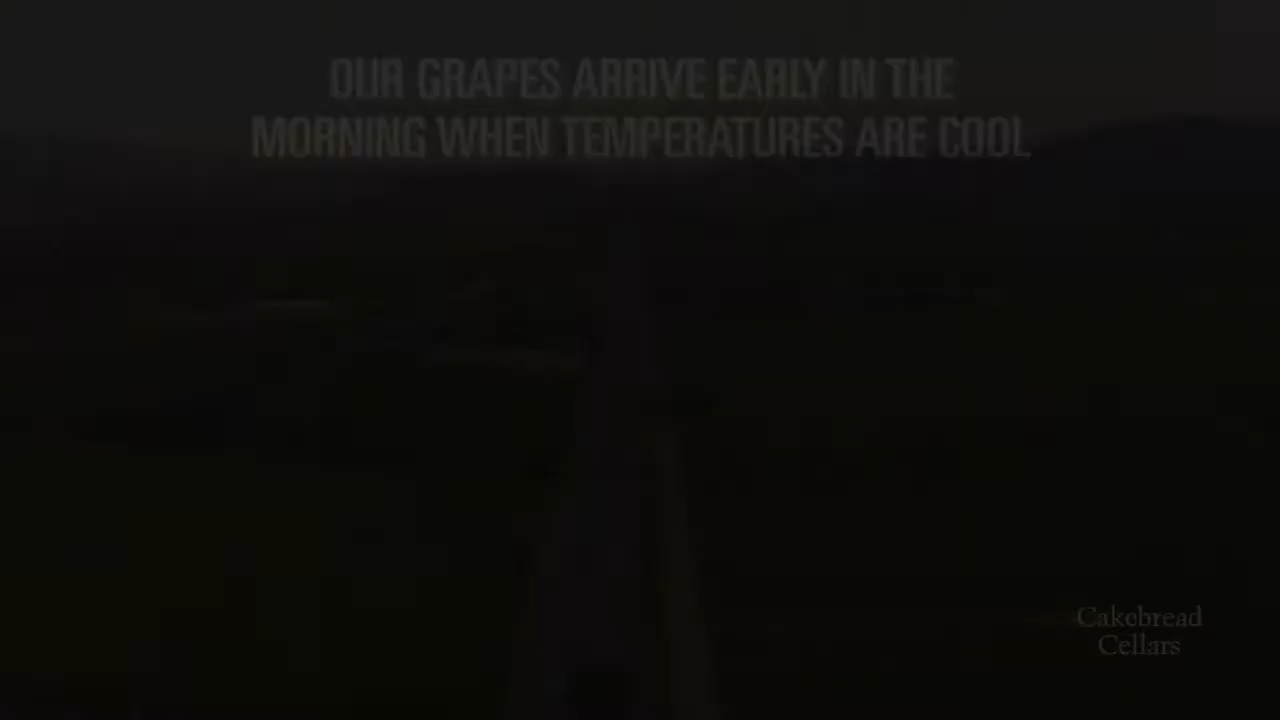 OUR GRAPES ARRIVE EARLY IN THE
MORNING WHEN TEMPERATURES ARE COOL
Cakebread
Cellars